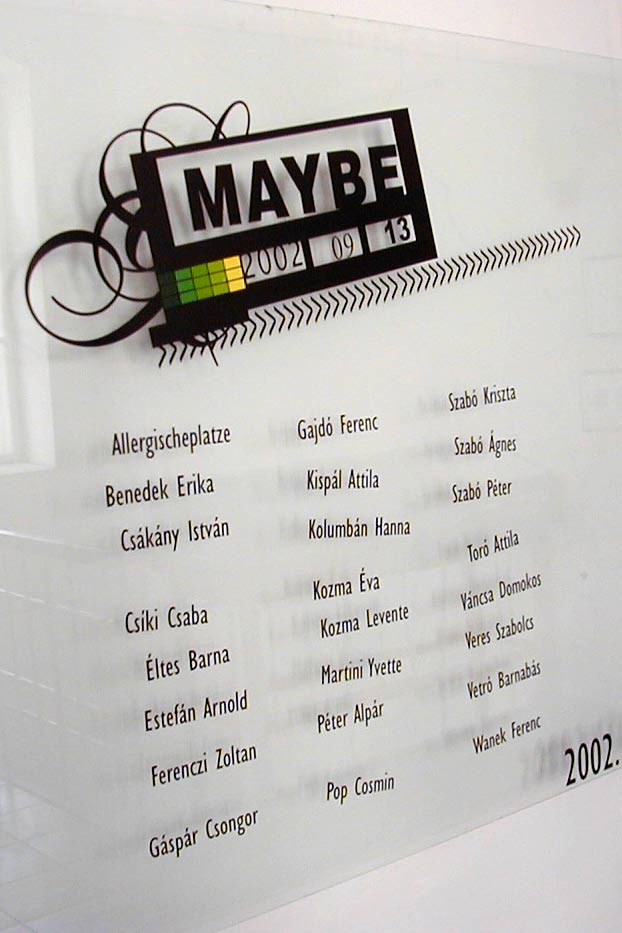 MAYBE
2002 09 13
Allergischeplatze
Benedek Erika
Csákány István
Csíki Csaba
Éltes Barna
Estefán Arnold
Ferenczi Zoltan
Gáspár Csongor
Gajdó Ferenc
Kispál Attila
Kolumbán Hanna
Kozma Éva
Kozma Levente
Martini Yvette
Péter Alpár
Pop Cosmin
Szabó Kriszta
Szabó Ágnes
Szabó Péter
Toró Attila
Váncsa Domokos
Veres Szabolcs
Vetró Barnabás
Wanek Ferenc
2002.